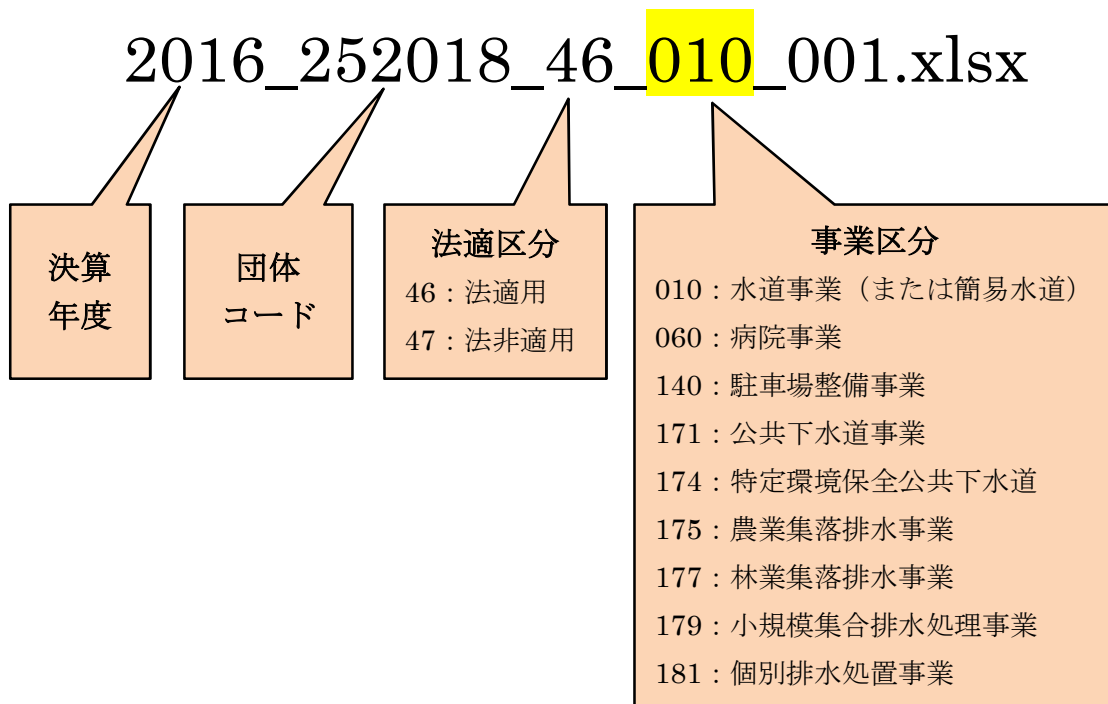 2016_252018_46_010_001.xlsx
決算
年度
団体
コード
法適区分
46：法適用
47：法非適用
事業区分
010：水道事業（または簡易水道）
060：病院事業
140：駐車場整備事業
171：公共下水道事業
174：特定環境保全公共下水道
175：農業集落排水事業
177：林業集落排水事業
179：小規模集合排水処理事業
181：個別排水処置事業